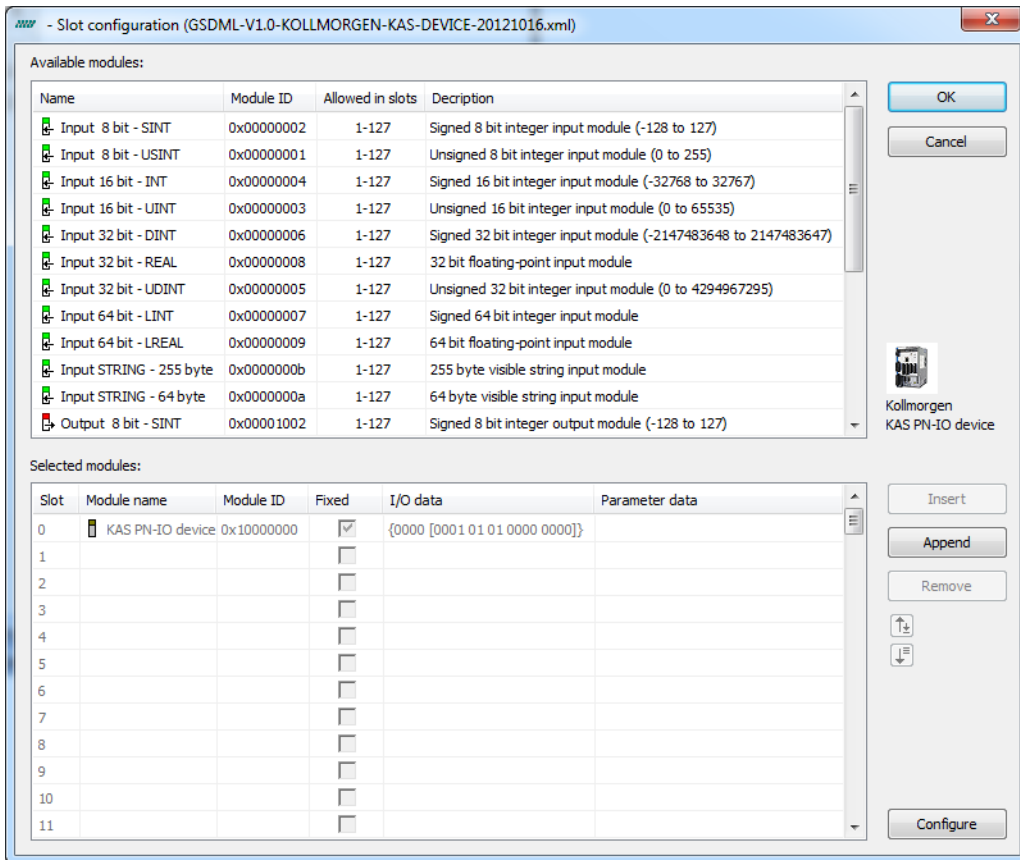 - Slot configuration (GSDML-V1.0-KOLLMORGEN-KAS-DEVICE-20121016.xml)
Available modules:
Name Module ID Allowed in slots Decription
Input 8 bit - SINT 0x00000002 1-127 Signed 8 bit integer input module (-128 to 127)
Input 8 bit - USINT 0x00000001 1-127 Unsigned 8 bit integer input module (0 to 255)
Input 16 bit - INT 0x00000004 1-127 Signed 16 bit integer input module (-32768 to 32767)
Input 16 bit - UINT 0x00000003 1-127 Unsigned 16 bit integer input module (0 to 65535)
Input 32 bit - DINT 0x00000006 1-127 Signed 32 bit integer input module (-2147483648 to 2147483647)
Input 32 bit - REAL 0x00000008 1-127 32 bit floating-point input module
Input 32 bit - UDINT 0x00000005 1-127 Unsigned 32 bit integer input module (0 to 4294967295)
Input 64 bit - LINT 0x00000007 1-127 Signed 64 bit integer input module
Input 64 bit - LREAL 0x00000009 1-127 64 bit floating-point input module
Input STRING - 255 byte 0x0000000b 1-127 255 byte visible string input module
Input STRING - 64 byte 0x0000000a 1-127 64 byte visible string input module
Output 8 bit - SINT 0x00001002 1-127 Signed 8 bit integer output module (-128 to 127)
OK
Cancel
Kollmorgen
KAS PN-IO device
Selected modules:
Slot Module name Module ID Fixed I/O data Parameter data
0 KAS PN-IO device 0x10000000 {0000 [0001 01 01 0000 0000]}
1
2
3
4
5
6
7
8
9
10
11
Insert
Append
Remove
Configure